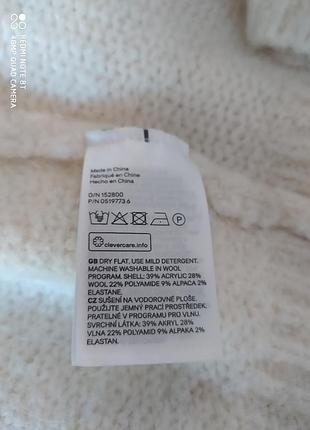 REDMI NOTE 8T
48MP QUAD CAMERA
Made in China
Fabriqué en Chine
Hecho en China
O/N 152800
P/N 0519773 6
P
clevercare.info
GB DRY FLAT, USE MILD DETERGENT.
MACHINE WASHABLE IN WOOL
PROGRAM. SHELL: 39% ACRYLIC 28%
WOOL 22% POLYAMIDE 9% ALPACA 2%
ELASTANE.
CZ SUŠENÍ NA VODOROVNÉ PLOŠE.
POUŽIJTE JEMNÝ PRACÍ PROSTŘEDEK.
PRATELNÉ V PROGRAMU PRO VLNU.
SVRCHNÍ LÁTKA: 39% AKRYL 28%
VLNA 22% POLYAMID 9% ALPAKA 2%
ELASTAN.